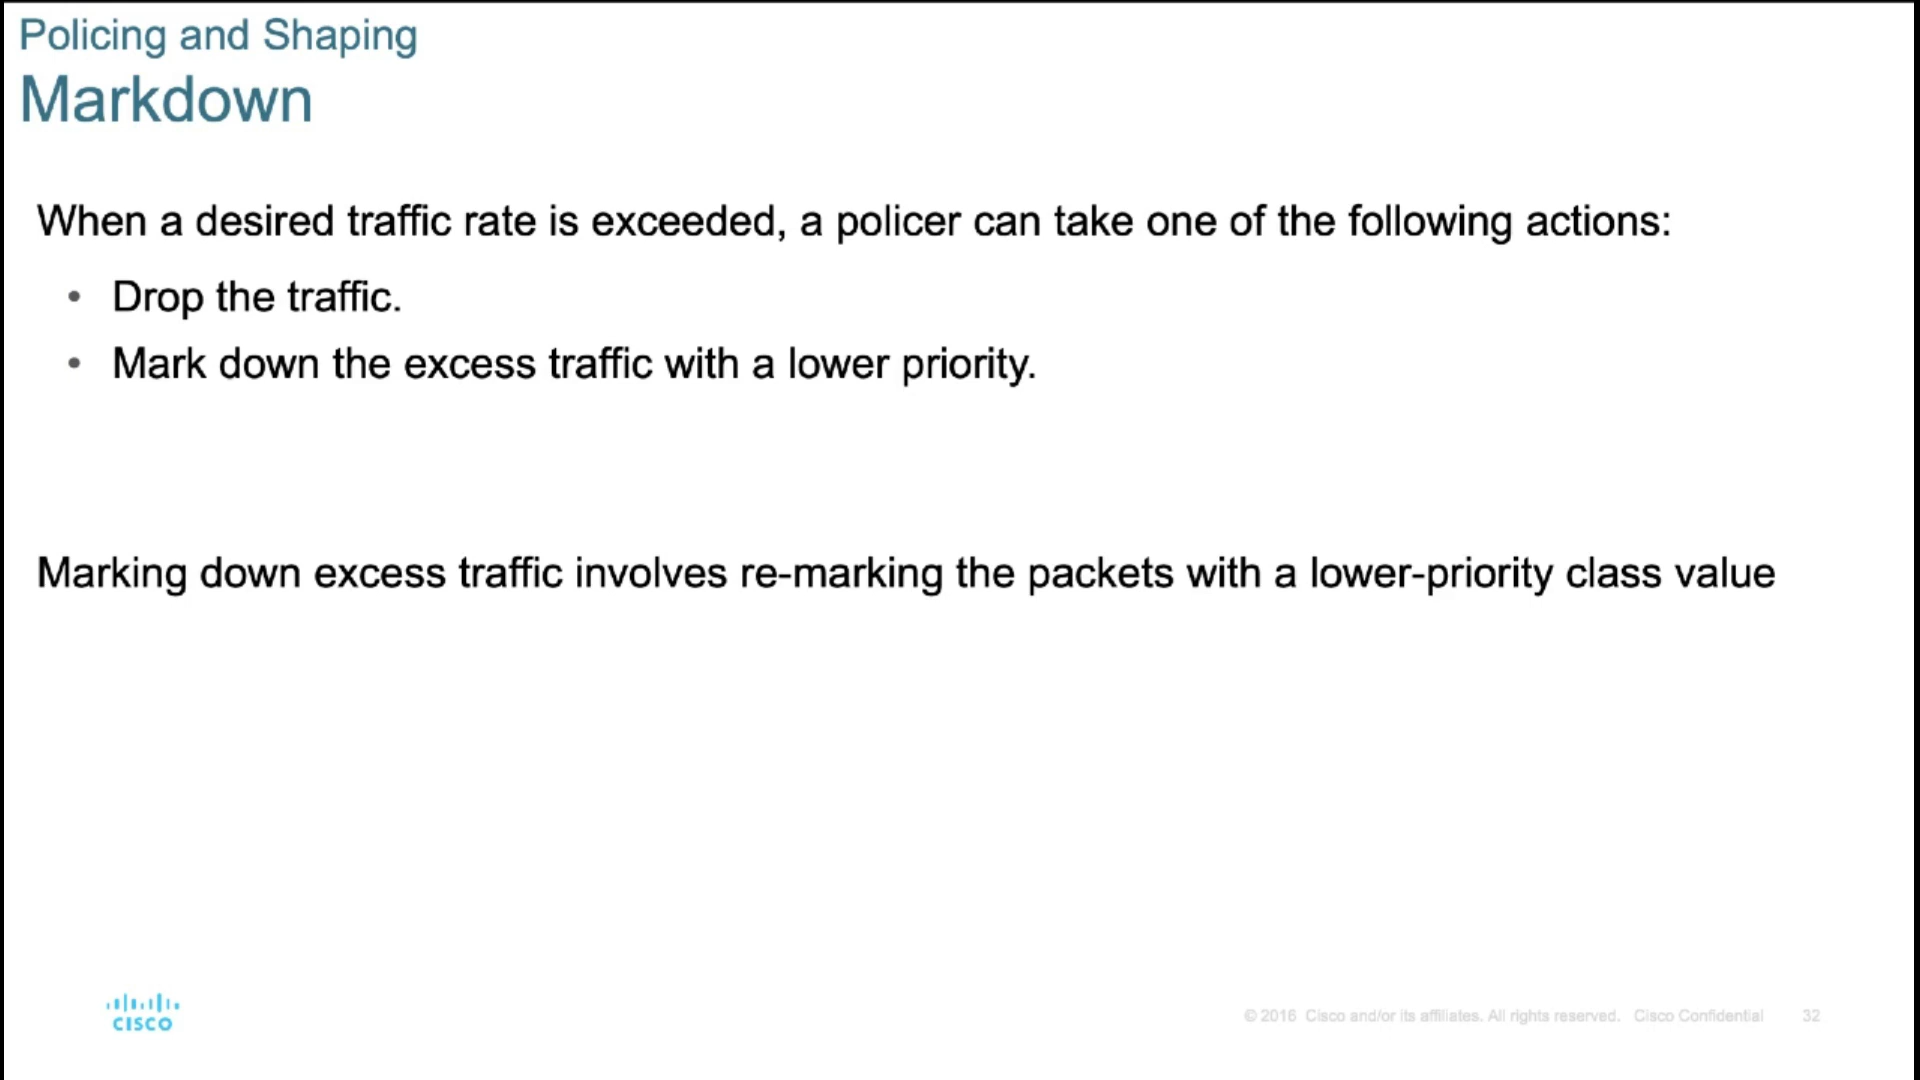 Policing and Shaping
Markdown
When a desired traffic rate is exceeded, a policer can take one of the following actions:
• Drop the traffic.
• Mark down the excess traffic with a lower priority.
Marking down excess traffic involves re-marking the packets with a lower-priority class value
CISCO
© 2016 Cisco and/or its affiliates. All rights reserved. Cisco Confidential 32